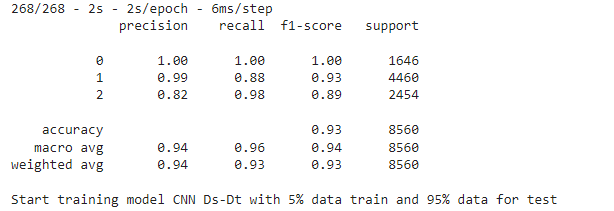 268/268 - 2s - 2s/epoch - 6ms/step
precision recall f1-score support
0 1.00 1.00 1.00 1646
1 0.99 0.88 0.93 4460
2 0.82 0.98 0.89 2454
accuracy 0.93 8560
macro avg 0.94 0.96 0.94 8560
weighted avg 0.94 0.93 0.93 8560
Start training model CNN Ds-Dt with 5% data train and 95% data for test